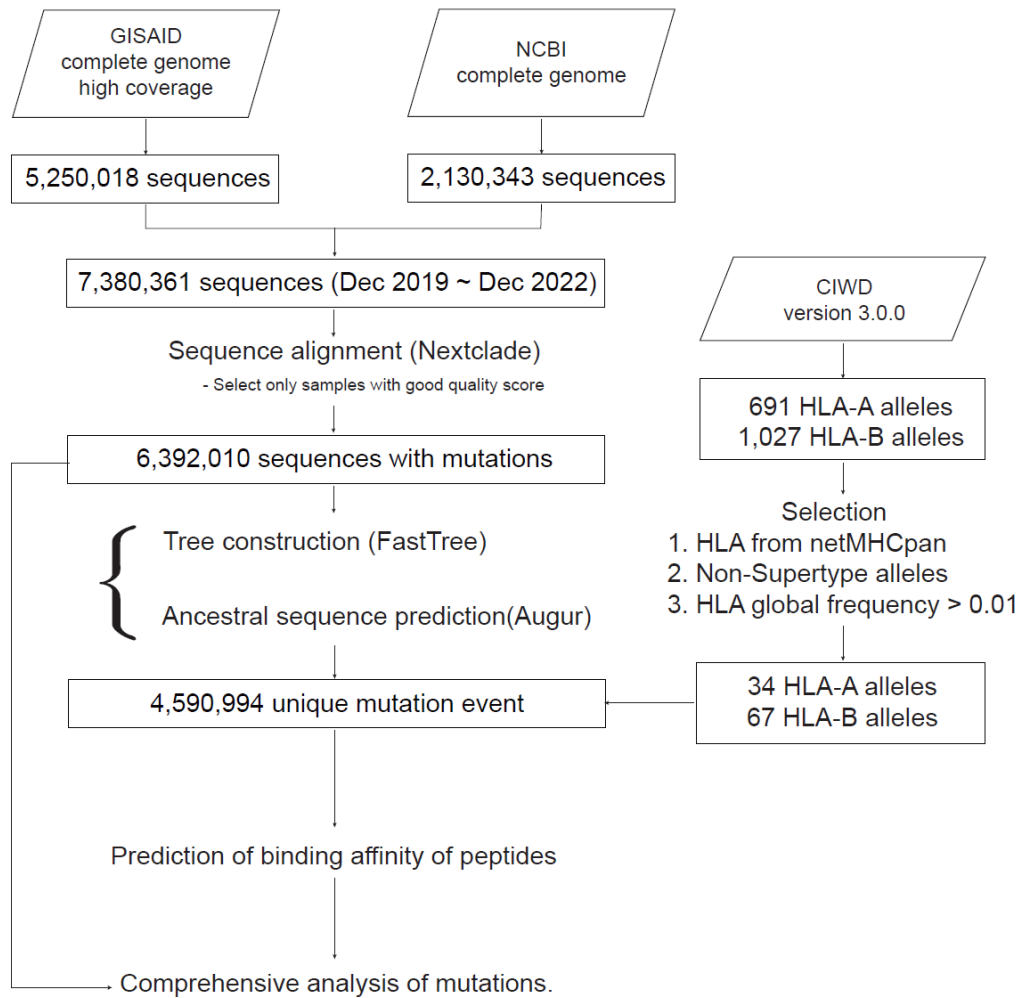 GISAID
complete genome
high coverage
NCBI
complete genome
5,250,018 sequences
2,130,343 sequences
7,380,361 sequences (Dec 2019 ~ Dec 2022)
Sequence alignment (Nextclade)
- Select only samples with good quality score
6,392,010 sequences with mutations
Tree construction (FastTree)
Ancestral sequence prediction(Augur)
4,590,994 unique mutation event
Prediction of binding affinity of peptides
Comprehensive analysis of mutations.
CIWD
version 3.0.0
691 HLA-A alleles
1,027 HLA-B alleles
Selection
1. HLA from netMHCpan
2. Non-Supertype alleles
3. HLA global frequency > 0.01
34 HLA-A alleles
67 HLA-B alleles